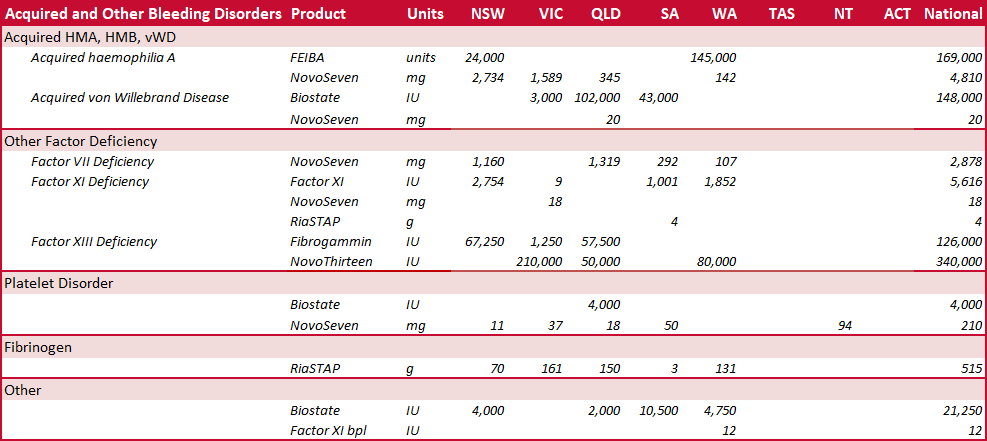 Acquired and Other Bleeding Disorders Product Units NSW VIC QLD SA WA TAS NT ACT National
Acquired HMA, HMB, vWD
Acquired haemophilia A FEIBA units 24,000 145,000 169,000
NovoSeven mg 2,734 1,589 345 142 4,810
Acquired von Willebrand Disease Biostate IU 3,000 102,000 43,000 148,000
NovoSeven mg 20 20
Other Factor Deficiency
Factor VII Deficiency NovoSeven mg 1,160 1,319 292 107 2,878
Factor XI Deficiency Factor XI IU 2,754 9 1,001 1,852 5,616
NovoSeven mg 18 18
RiaSTAP g 4 4
Factor XIII Deficiency Fibrogammin IU 67,250 1,250 57,500 126,000
NovoThirteen IU 210,000 50,000 80,000 340,000
Platelet Disorder
Biostate IU 4,000 4,000
NovoSeven mg 11 37 18 50 94 210
Fibrinogen
RiaSTAP g 70 161 150 3 131 515
Other
Biostate IU 4,000 2,000 10,500 4,750 21,250
Factor XI bpl IU 12 12